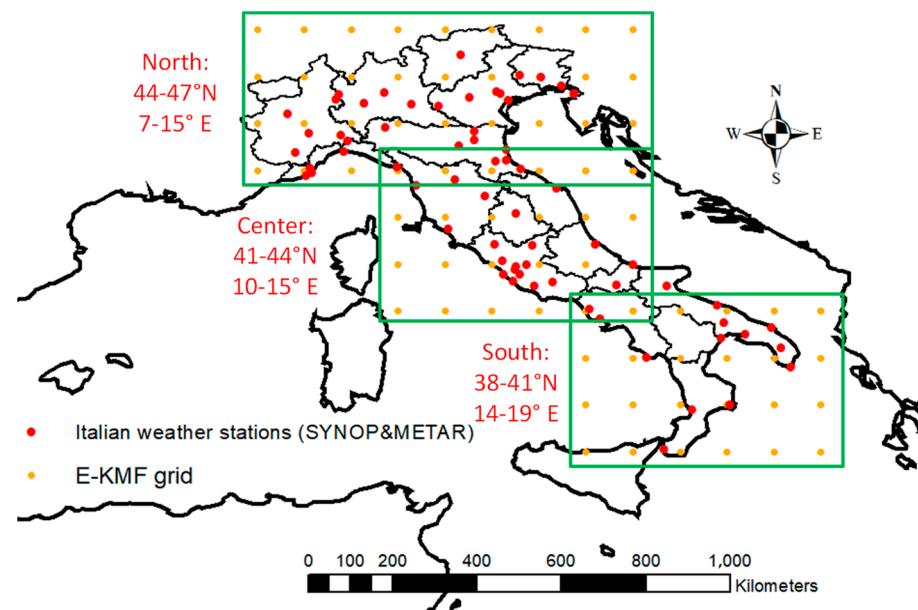 North:
44-47°N
7-15° E
N
W
E
S
Center:
41-44°N
10-15° E
South:
38-41°N
14-19° E
Italian weather stations (SYNOP&METAR)
E-KMF grid
0 100 200 400 600 800 1,000
Kilometers